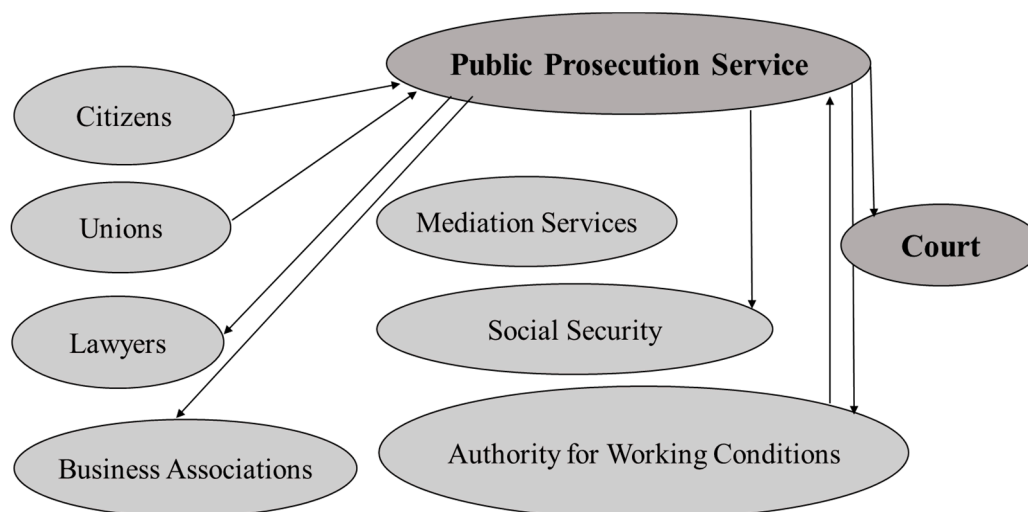 Public Prosecution Service
Citizens
Unions
Mediation Services
Court
Lawyers
Social Security
Business Associations
Authority for Working Conditions